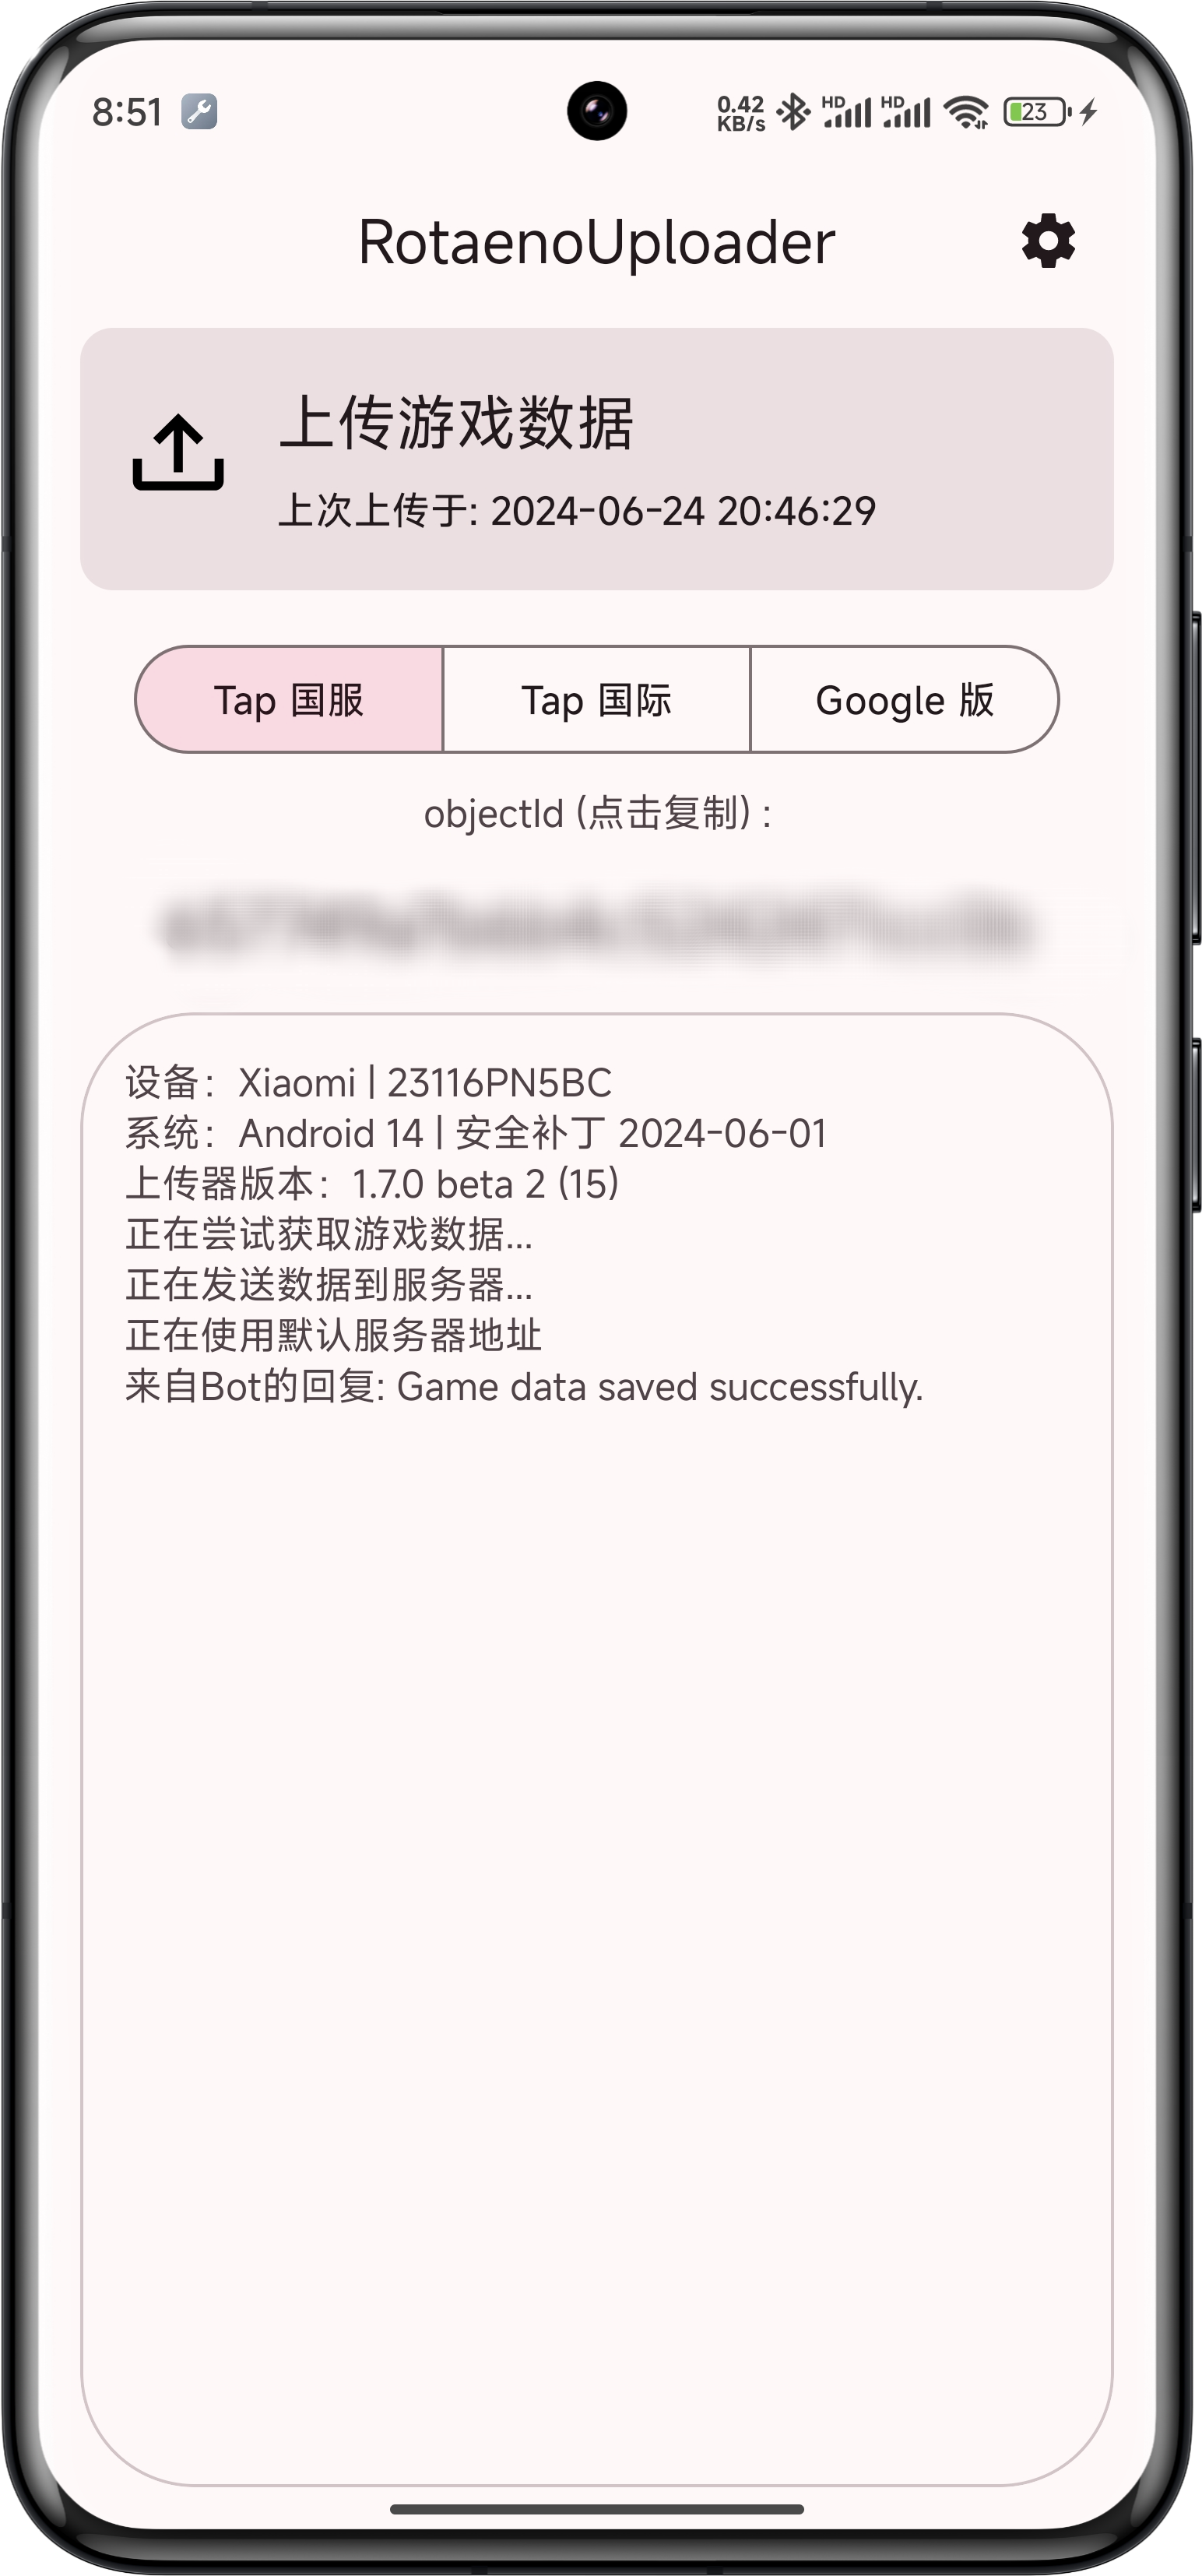 8:51
0.42
KB/s
HD
HD
23
RotaenoUploader
上传游戏数据
上次上传于: 2024-06-24 20:46:29
Tap 国服
Tap 国际
Google 版
objectId (点击复制) :
设备：Xiaomi | 23116PN5BC
系统：Android 14 | 安全补丁 2024-06-01
上传器版本：1.7.0 beta 2 (15)
正在尝试获取游戏数据...
正在发送数据到服务器...
正在使用默认服务器地址
来自Bot的回复: Game data saved successfully.